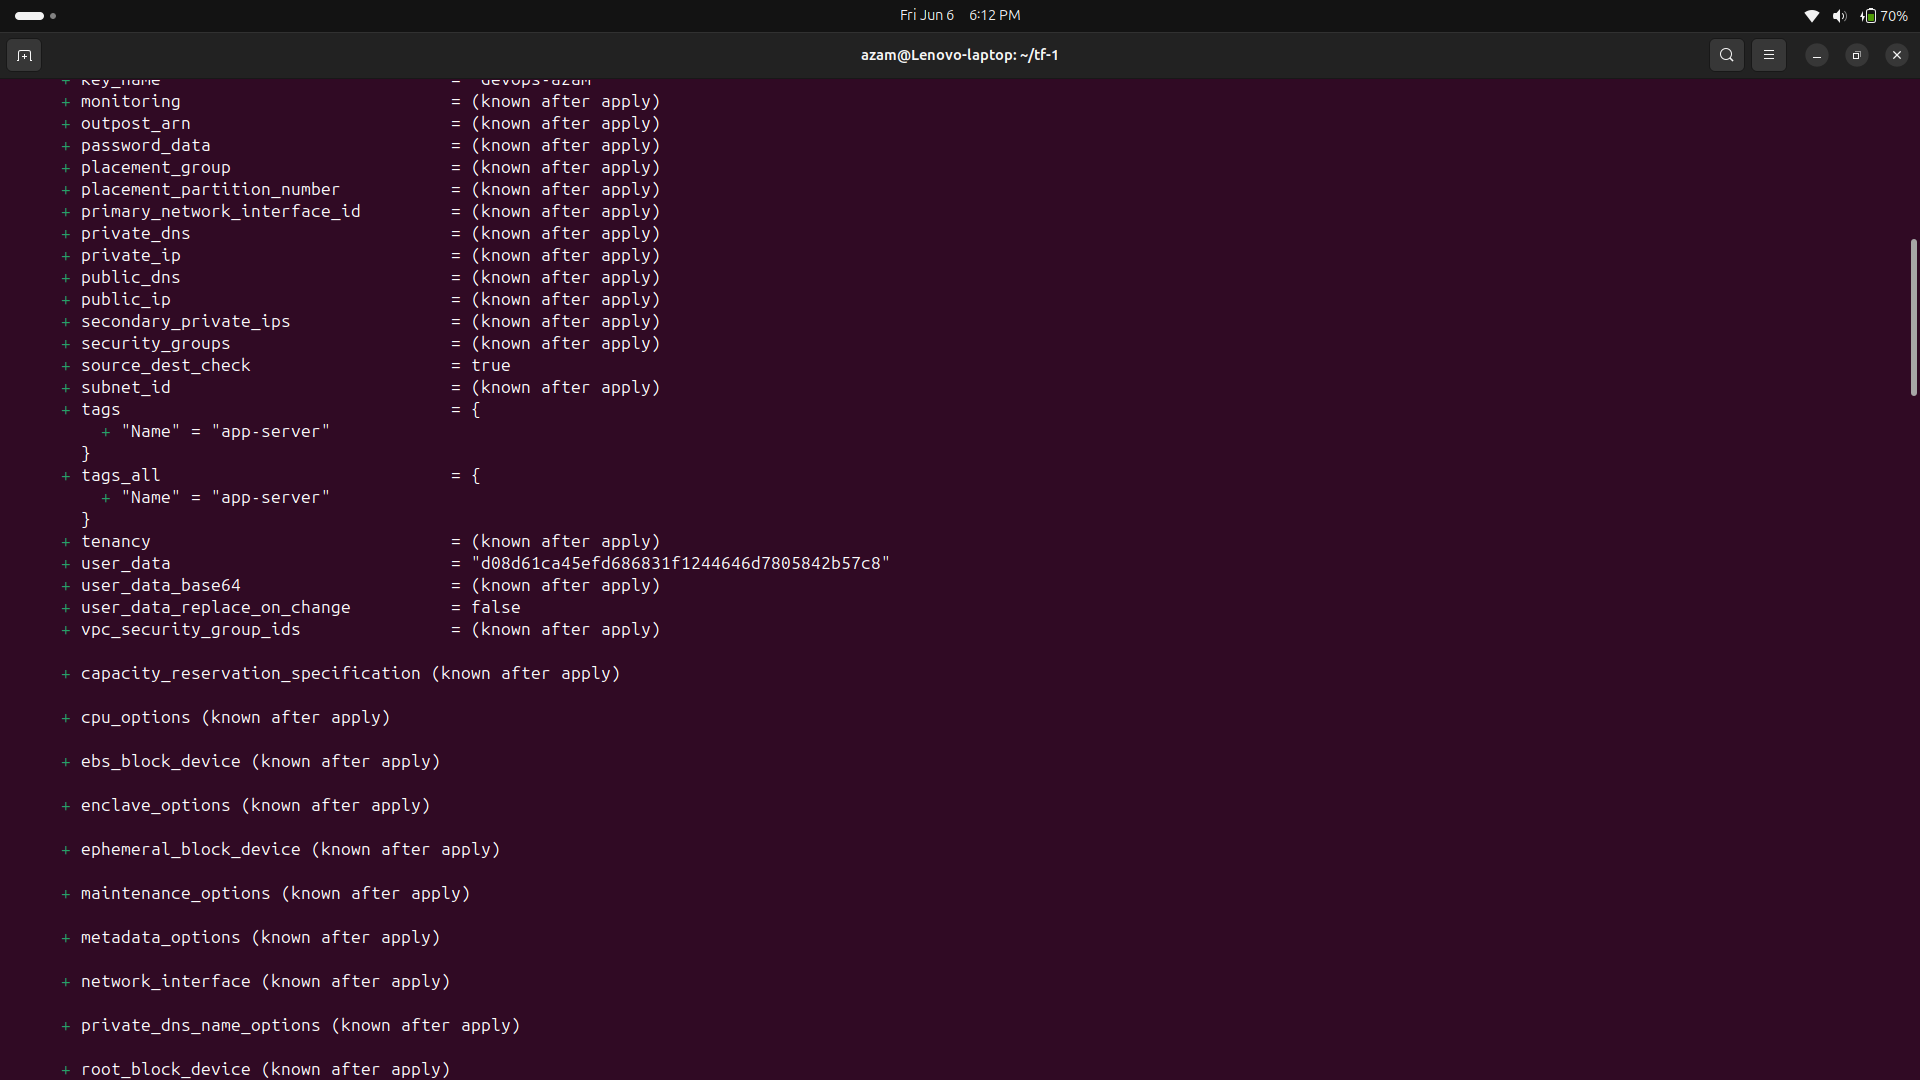 Fri Jun 6 6:12 PM
70%
azam@Lenovo-laptop: ~/tf-1
+ key_name = "devops-azam"
+ monitoring = (known after apply)
+ outpost_arn = (known after apply)
+ password_data = (known after apply)
+ placement_group = (known after apply)
+ placement_partition_number = (known after apply)
+ primary_network_interface_id = (known after apply)
+ private_dns = (known after apply)
+ private_ip = (known after apply)
+ public_dns = (known after apply)
+ public_ip = (known after apply)
+ secondary_private_ips = (known after apply)
+ security_groups = (known after apply)
+ source_dest_check = true
+ subnet_id = (known after apply)
+ tags = {
+ "Name" = "app-server"
}
+ tags_all = {
+ "Name" = "app-server"
}
+ tenancy = (known after apply)
+ user_data = "d08d61ca45efd686831f1244646d7805842b57c8"
+ user_data_base64 = (known after apply)
+ user_data_replace_on_change = false
+ vpc_security_group_ids = (known after apply)
+ capacity_reservation_specification (known after apply)
+ cpu_options (known after apply)
+ ebs_block_device (known after apply)
+ enclave_options (known after apply)
+ ephemeral_block_device (known after apply)
+ maintenance_options (known after apply)
+ metadata_options (known after apply)
+ network_interface (known after apply)
+ private_dns_name_options (known after apply)
+ root_block_device (known after apply)